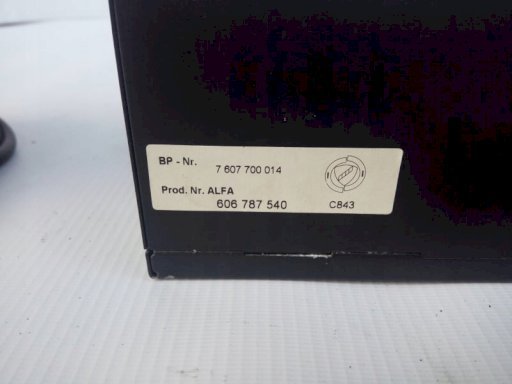 BP - Nr. 7 607 700 014
Prod. Nr. ALFA
606 787 540 C843